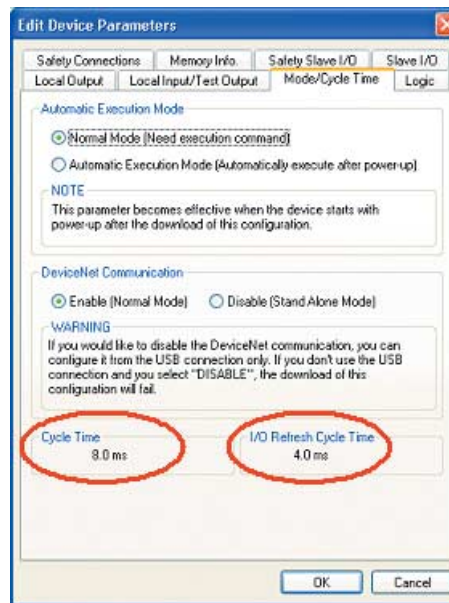 Edit Device Parameters
Safety Connections Memory Info. Safety Slave I/O Slave I/O
Local Output Local Input/Test Output Mode/Cycle Time Logic
Automatic Execution Mode
Normal Mode (Need execution command)
Automatic Execution Mode (Automatically execute after power-up)
NOTE
This parameter becomes effective when the device starts with
power-up after the download of this configuration.
DeviceNet Communication
Enable (Normal Mode) Disable (Stand Alone Mode)
WARNING
If you would like to disable the DeviceNet communication, you can
configure it from the USB connection only. If you don't use the USB
connection and you select "DISABLE", the download of this
configuration will fail.
Cycle Time I/O Refresh Cycle Time
8.0 ms 4.0 ms
OK Cancel